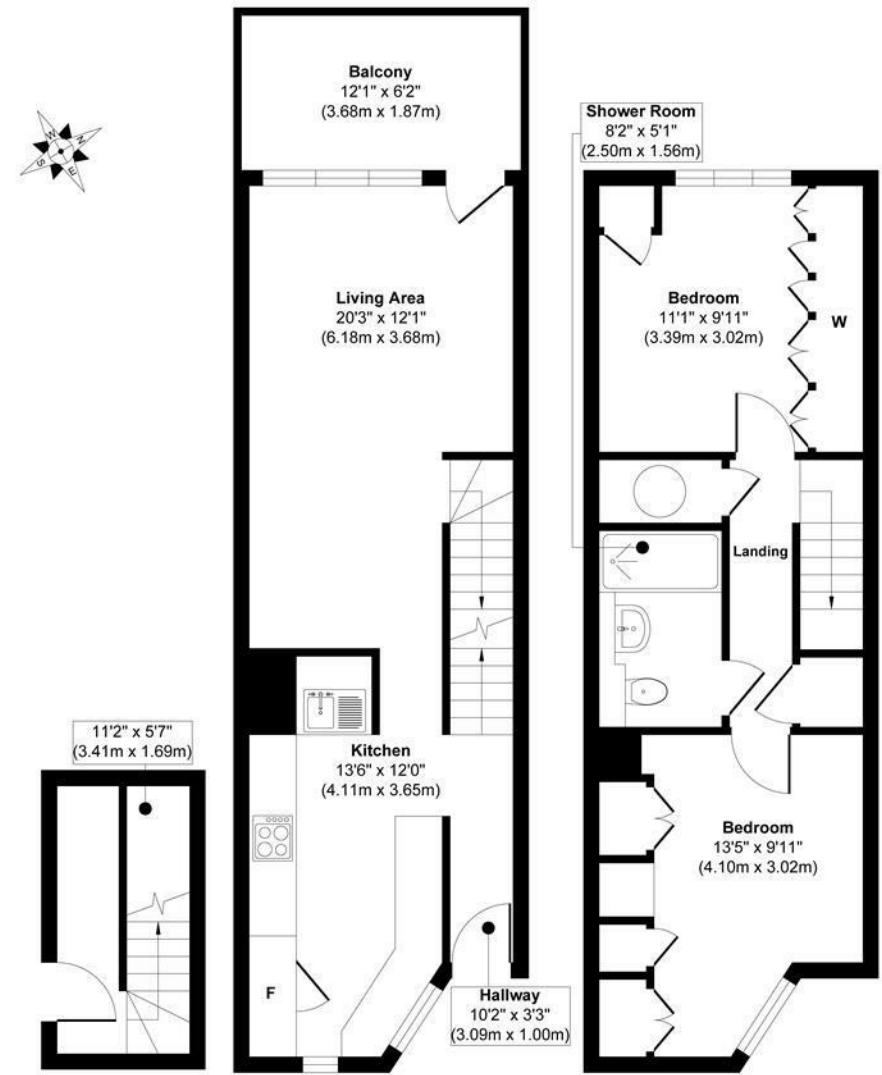 Balcony
12'1" x 6'2"
(3.68m x 1.87m)
W
N
S
E
Shower Room
8'2" x 5'1"
(2.50m x 1.56m)
Living Area
20'3" x 12'1"
(6.18m x 3.68m)
Bedroom
11'1" x 9'11"
(3.39m x 3.02m)
W
Landing
11'2" x 5'7"
(3.41m x 1.69m)
Kitchen
13'6" x 12'0"
(4.11m x 3.65m)
Bedroom
13'5" x 9'11"
(4.10m x 3.02m)
F
Hallway
10'2" x 3'3"
(3.09m x 1.00m)